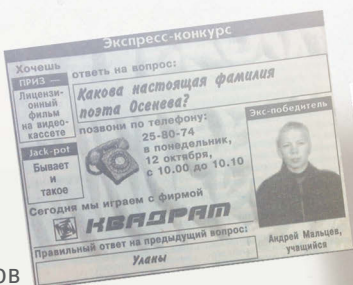 Экспресс-конкурс
Хочешь
ПРИЗ —
Лицензи-
онный
фильм
на видео-
кассете
ответь на вопрос:
Какова настоящая фамилия
поэта Осенева?
Jack-pot
Бывает
и
такое
позвони по телефону:
25-80-74
в понедельник,
12 октября,
с 10.00 до 10.10
Сегодня мы играем с фирмой
КВАДРАТ
Правильный ответ на предыдущий вопрос:
Уланы
Экс-победитель
Андрей Мальцев,
учащийся
ов